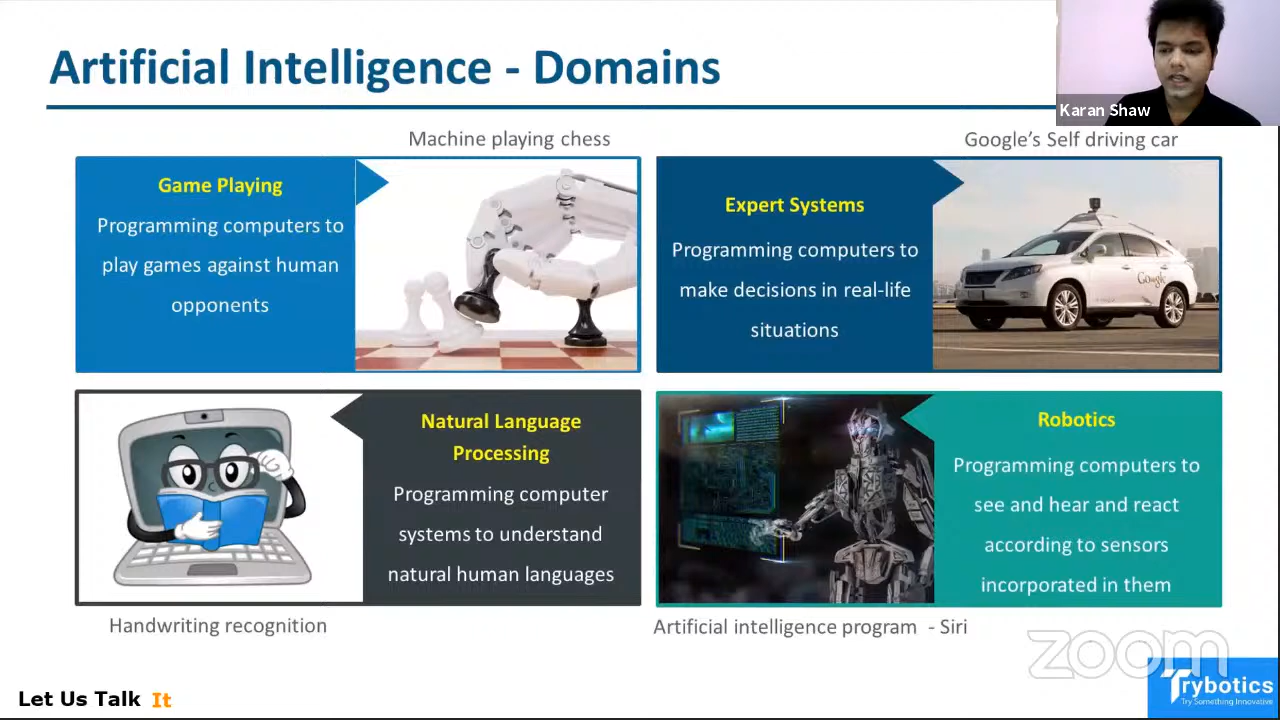 Artificial Intelligence - Domains
Karan Shaw
Machine playing chess
Google's Self driving car
Game Playing
Programming computers to
play games against human
opponents
Expert Systems
Programming computers to
make decisions in real-life
situations
Google
Natural Language
Processing
Programming computer
systems to understand
natural human languages
Robotics
Programming computers to
see and hear and react
according to sensors
incorporated in them
Handwriting recognition
Artificial intelligence program - Siri
zoom
Let Us Talk It
Trybotics
Try Something Innovative